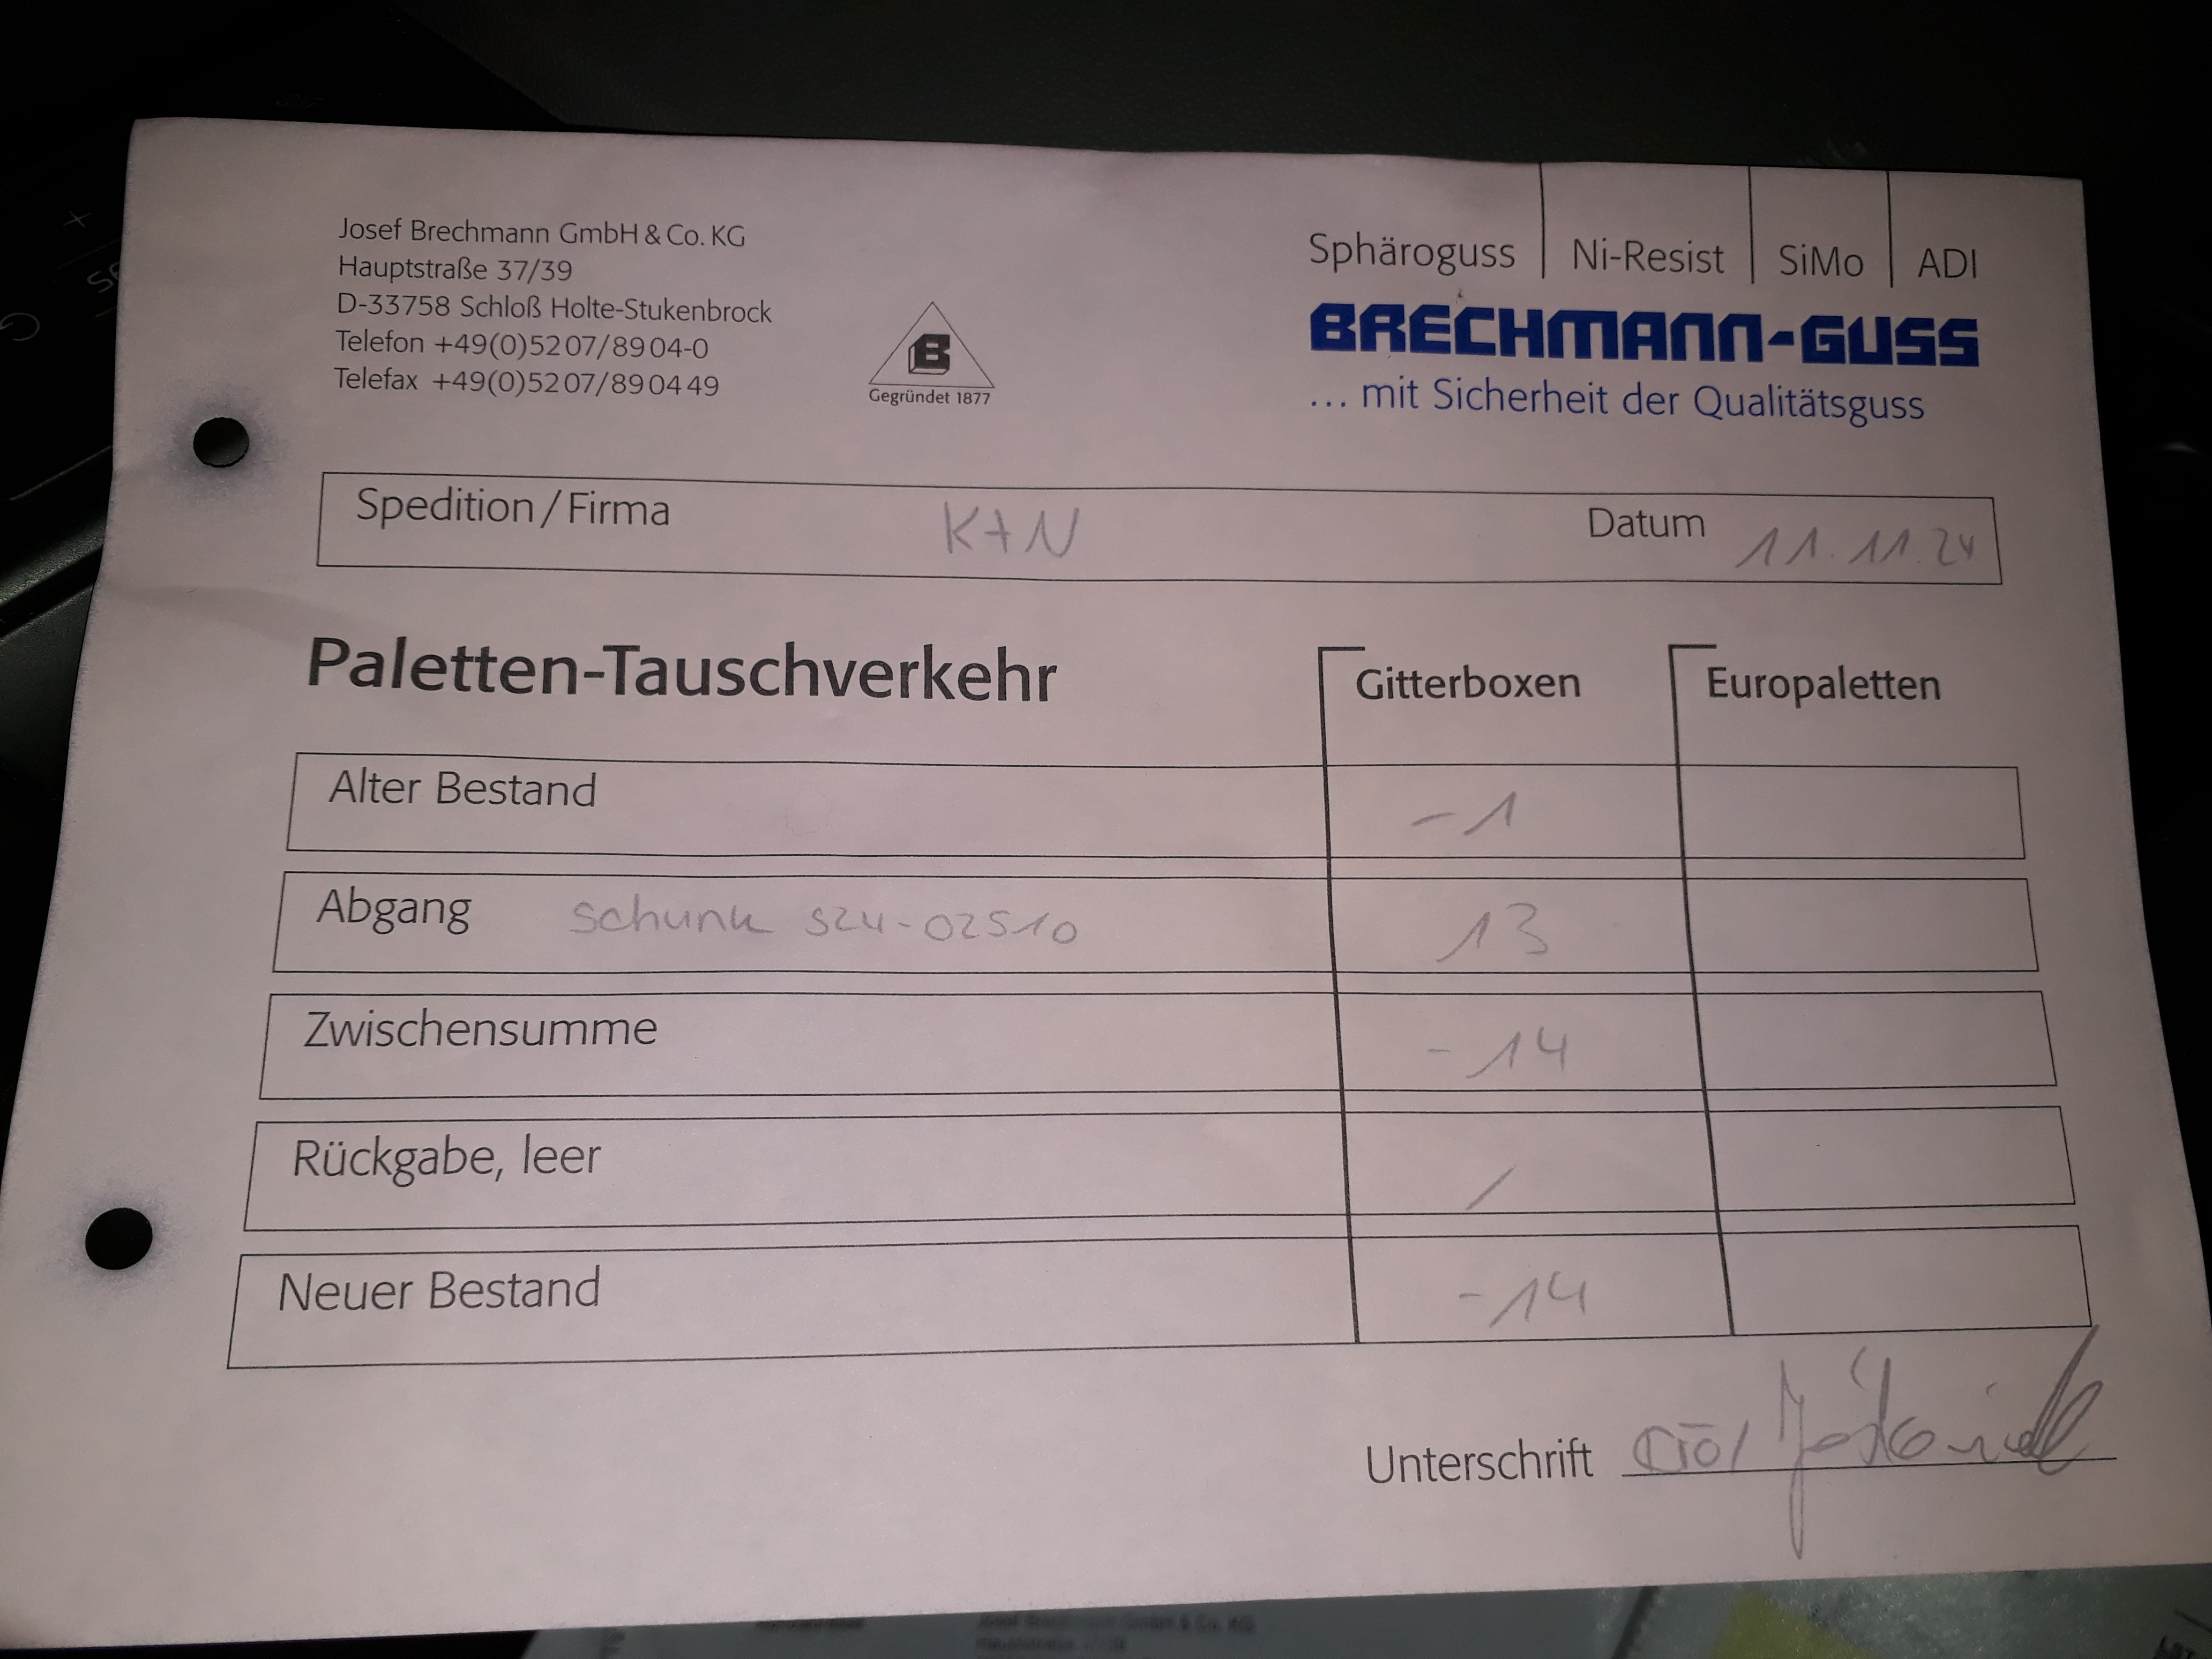 Josef Brechmann GmbH & Co. KG
Hauptstraße 37/39
D-33758 Schloß Holte-Stukenbrock
Telefon +49(0)5207/8904-0
Telefax +49(0)5207/890449
B
Gegründet 1877
Sphäroguss | Ni-Resist | SiMo | ADI
BRECHMANN-GUSS
... mit Sicherheit der Qualitätsguss
Spedition / Firma K+N Datum 11.11.24
Paletten-Tauschverkehr Gitterboxen Europaletten
Alter Bestand -1
Abgang Schunk S24-02510 13
Zwischensumme -14
Rückgabe, leer /
Neuer Bestand -14
Unterschrift